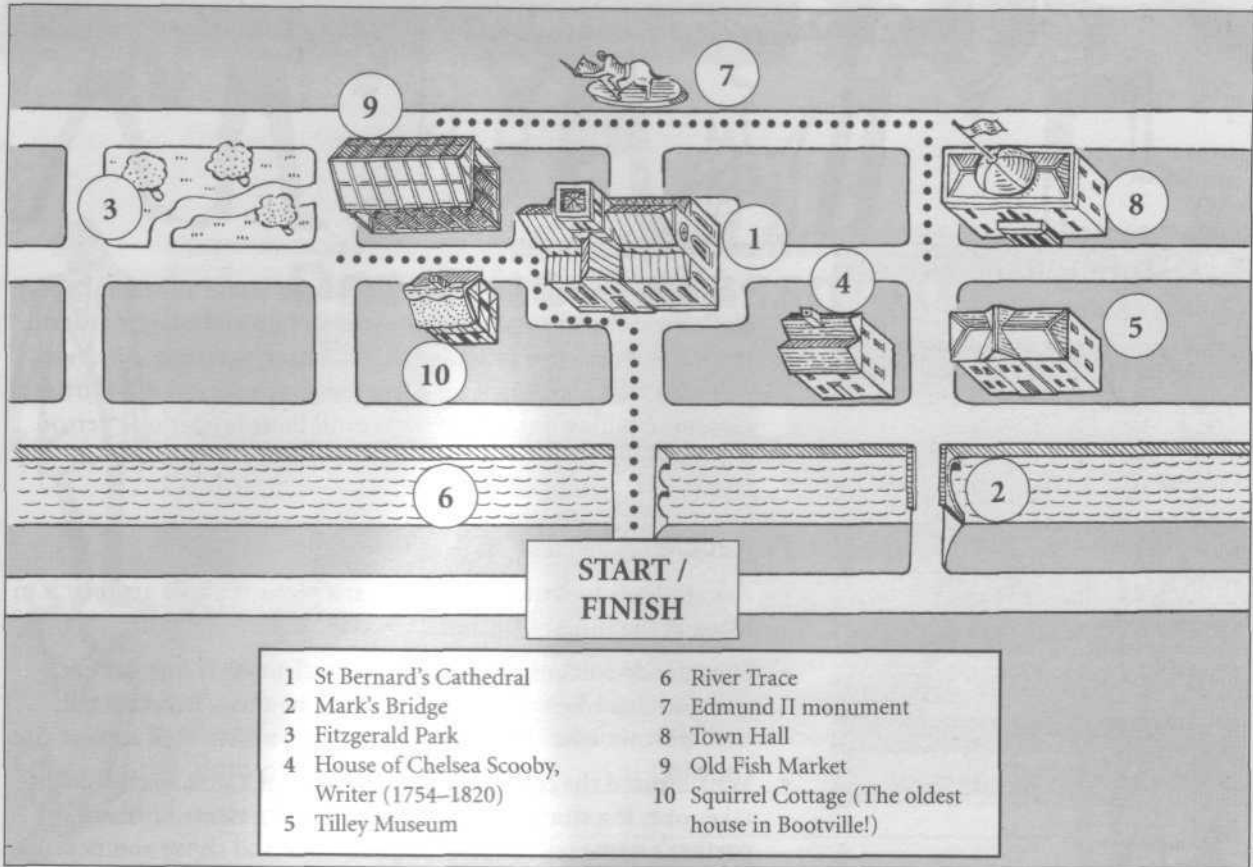 7
9
3
8
1
4
5
10
6
2
START /
FINISH
1 St Bernard's Cathedral
2 Mark's Bridge
3 Fitzgerald Park
4 House of Chelsea Scooby,
Writer (1754–1820)
5 Tilley Museum
6 River Trace
7 Edmund II monument
8 Town Hall
9 Old Fish Market
10 Squirrel Cottage (The oldest
house in Bootville!)